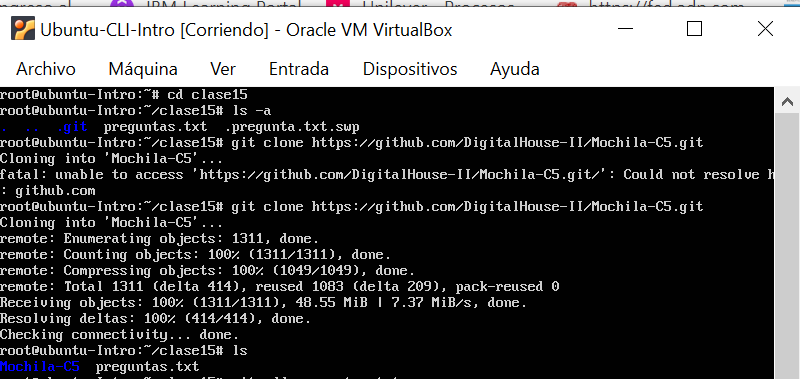 IBM Learning Portal
Unilever - Procesos
https://fed.adp.com
Ubuntu-CLI-Intro [Corriendo] - Oracle VM VirtualBox
Archivo Máquina Ver Entrada Dispositivos Ayuda
root@ubuntu-Intro:~# cd clase15
root@ubuntu-Intro:~/clase15# ls -a
. .. .git preguntas.txt .pregunta.txt.swp
root@ubuntu-Intro:~/clase15# git clone https://github.com/DigitalHouse-II/Mochila-C5.git
Cloning into 'Mochila-C5'...
fatal: unable to access 'https://github.com/DigitalHouse-II/Mochila-C5.git/': Could not resolve h
: github.com
root@ubuntu-Intro:~/clase15# git clone https://github.com/DigitalHouse-II/Mochila-C5.git
Cloning into 'Mochila-C5'...
remote: Enumerating objects: 1311, done.
remote: Counting objects: 100% (1311/1311), done.
remote: Compressing objects: 100% (1049/1049), done.
remote: Total 1311 (delta 414), reused 1083 (delta 209), pack-reused 0
Receiving objects: 100% (1311/1311), 48.55 MiB | 7.37 MiB/s, done.
Resolving deltas: 100% (414/414), done.
Checking connectivity... done.
root@ubuntu-Intro:~/clase15# ls
Mochila-C5 preguntas.txt